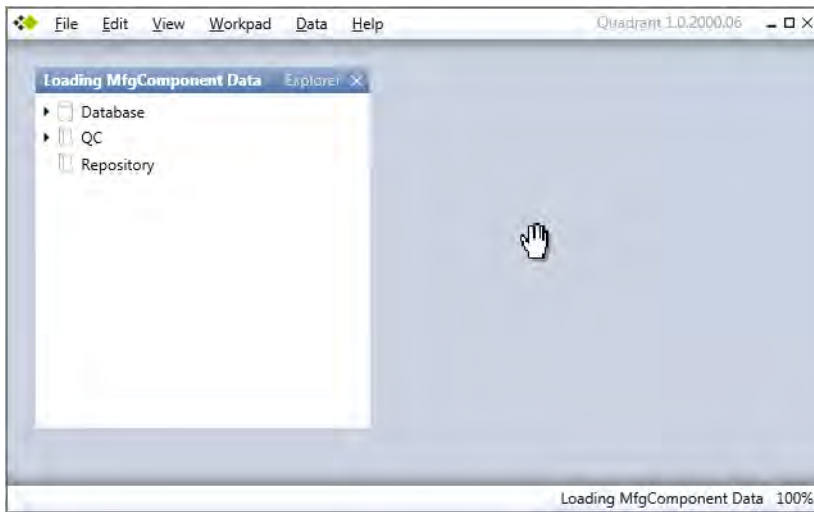 File Edit View Workpad Data Help Quadrant 1.0.2000.06
Loading MfgComponent Data Explorer
Database
QC
Repository
Loading MfgComponent Data 100%